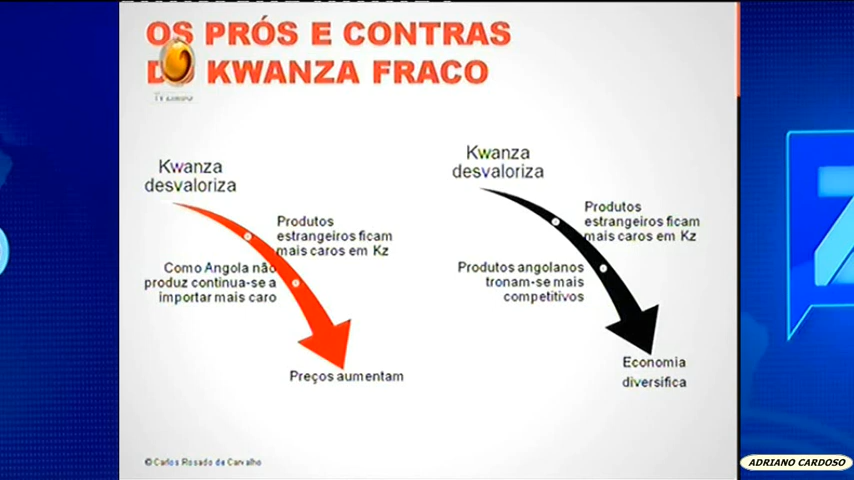 OS PRÓS E CONTRAS
DO KWANZA FRACO
Kwanza
desvaloriza
Produtos
estrangeiros ficam
mais caros em Kz
Como Angola não
produz continua-se a
importar mais caro
Preços aumentam
Kwanza
desvaloriza
Produtos
estrangeiros ficam
mais caros em Kz
Produtos angolanos
tronam-se mais
competitivos
Economia
diversifica
© Carlos Rosado de Carvalho
ADRIANO CARDOSO